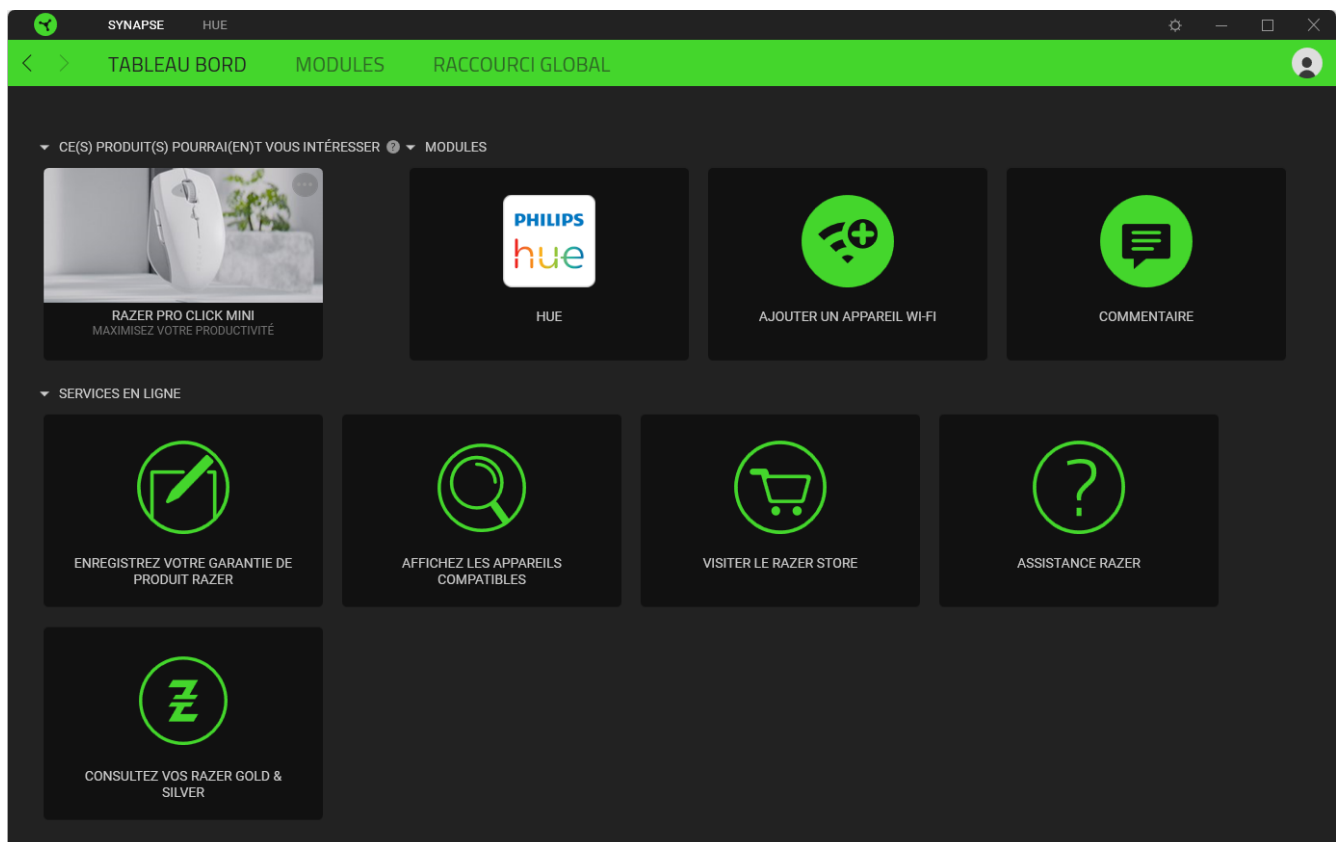 SYNAPSE HUE
TABLEAU BORD MODULES RACCOURCI GLOBAL
CE(S) PRODUIT(S) POURRAI(EN)T VOUS INTÉRESSER ? MODULES
PHILIPS
hue
RAZER PRO CLICK MINI
MAXIMISEZ VOTRE PRODUCTIVITÉ
HUE
AJOUTER UN APPAREIL WI-FI
COMMENTAIRE
SERVICES EN LIGNE
ENREGISTREZ VOTRE GARANTIE DE
PRODUIT RAZER
AFFICHEZ LES APPAREILS
COMPATIBLES
VISITER LE RAZER STORE
ASSISTANCE RAZER
CONSULTEZ VOS RAZER GOLD &
SILVER